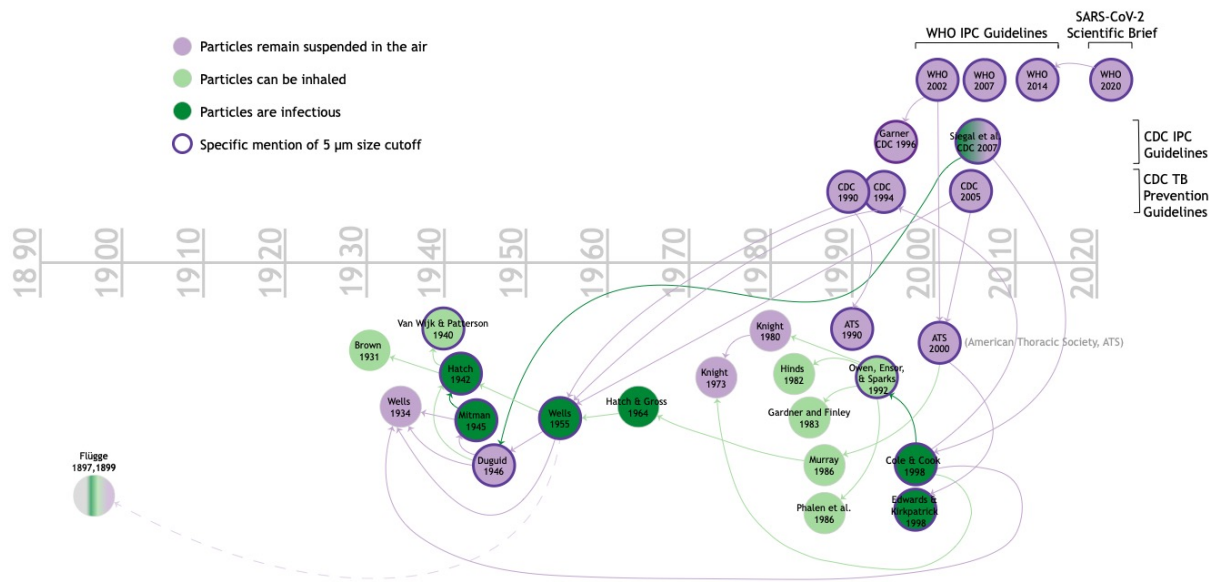 SARS-CoV-2
WHO IPC Guidelines
Scientific Brief
Particles remain suspended in the air
Particles can be inhaled
Particles are infectious
Specific mention of 5 μm size cutoff
WHO
2002
WHO
2007
WHO
2014
WHO
2020
Garner
CDC 1996
Siegal et al.
CDC 2007
CDC IPC
Guidelines
CDC
1990
CDC
1994
CDC
2005
CDC TB
Prevention
Guidelines
1890
1900
1910
1920
1930
1940
1950
1960
1970
1980
1990
2000
2010
2020
Van Wijk & Patterson
1940
Brown
1931
Hatch
1942
Wells
1934
Mitman
1945
Duguid
1946
Wells
1955
Hatch & Gross
1964
Knight
1980
Knight
1973
ATS
1990
Hinds
1982
Owen, Ensor,
& Sparks
1992
ATS
2000
(American Thoracic Society, ATS)
Gardner and Finley
1983
Murray
1986
Phalen et al.
1986
Cole & Cook
1998
Edwards &
Kirkpatrick
1998
Flügge
1897,1899